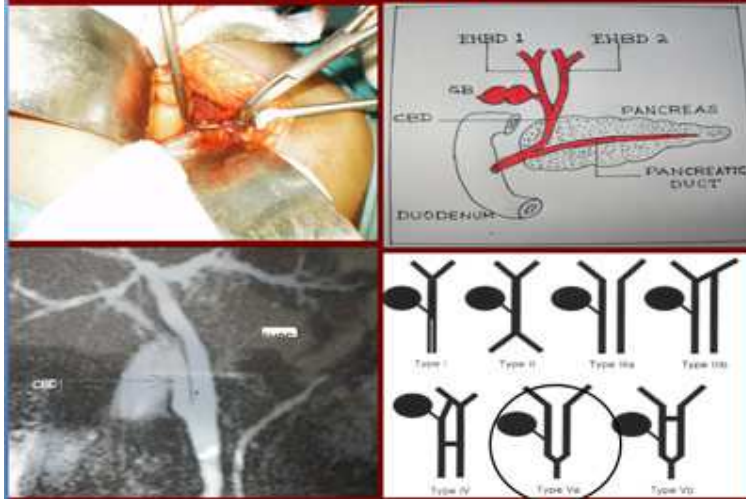 EHBD 1 EHBD 2
GB
CBD
PANCREAS
PANCREATIC
DUCT
DUODENUM
CBD
Type I Type II Type IIIa Type IIIb
Type IV Type Va Type Vb